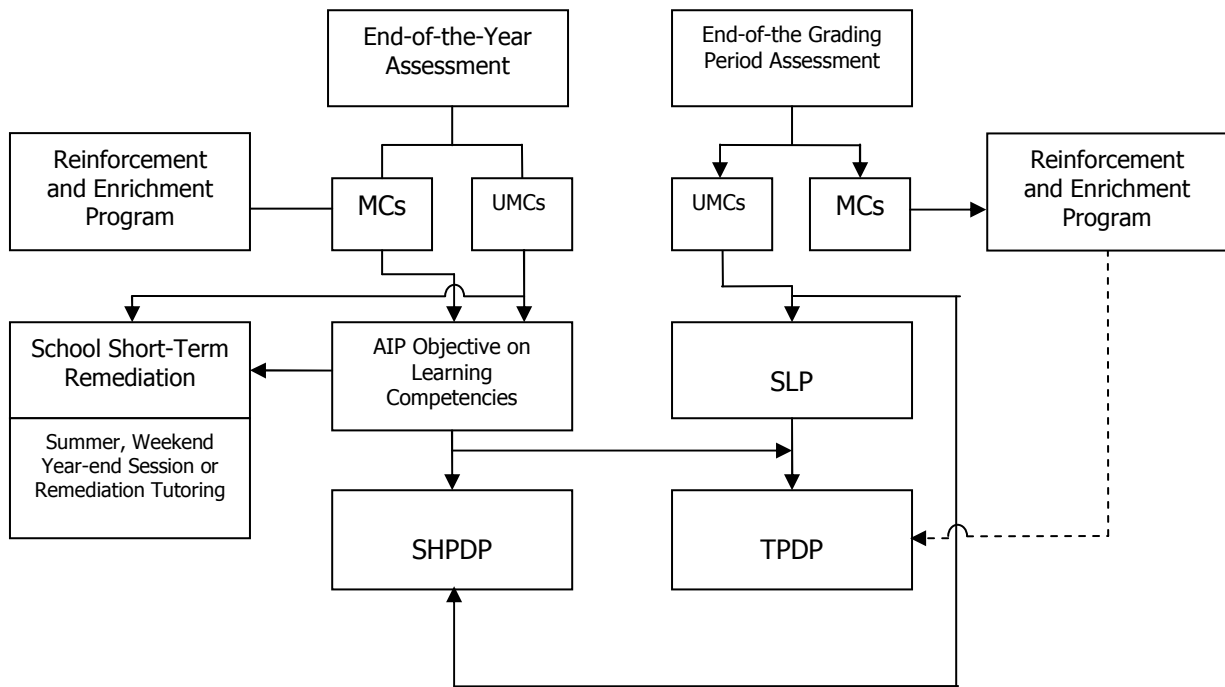 End-of-the-Year
Assessment
End-of-the Grading
Period Assessment
Reinforcement
and Enrichment
Program
MCs
UMCs
UMCs
MCs
Reinforcement
and Enrichment
Program
School Short-Term
Remediation
AIP Objective on
Learning
Competencies
SLP
Summer, Weekend
Year-end Session or
Remediation Tutoring
SHPDP
TPDP